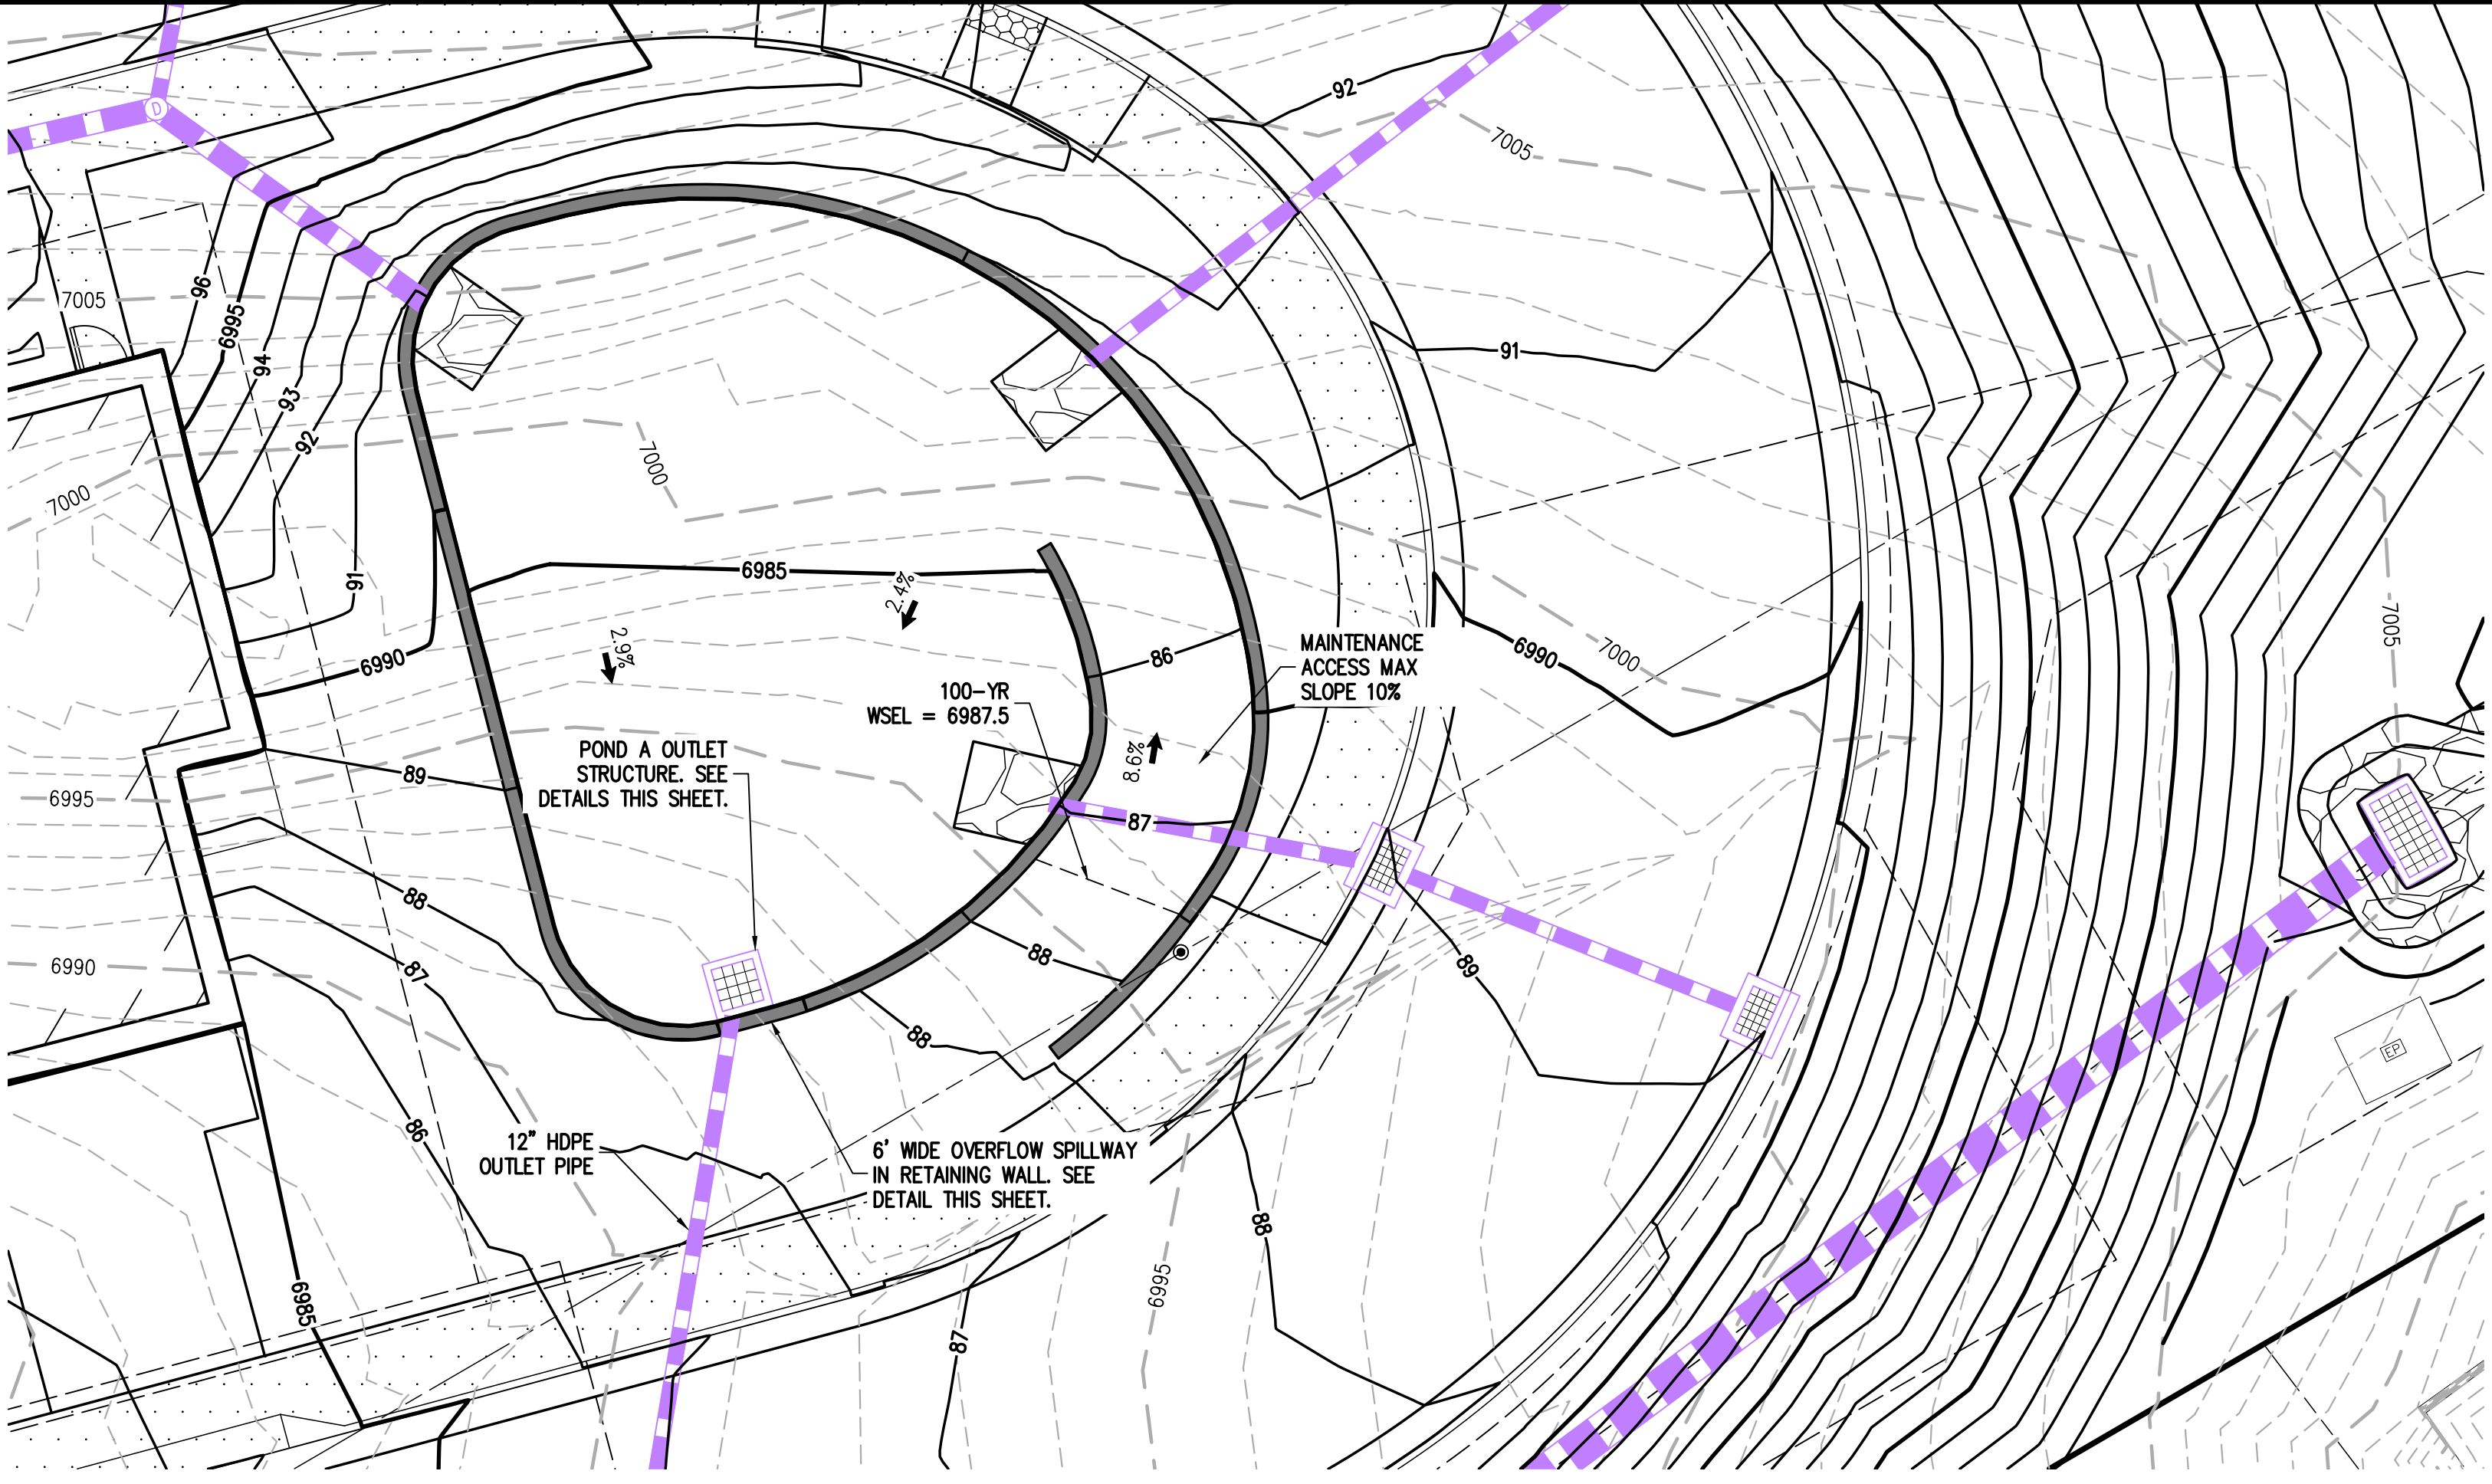 D
92
7005
7005
96
6995
94
93
92
91
91
7000
7000
6985
2.4%
2.9%
6990
86
MAINTENANCE
ACCESS MAX
SLOPE 10%
6990
7000
7005
100-YR
WSEL = 6987.5
8.6%
POND A OUTLET
STRUCTURE. SEE
DETAILS THIS SHEET.
89
6995
87
88
88
87
6990
89
88
86
12" HDPE
OUTLET PIPE
6' WIDE OVERFLOW SPILLWAY
IN RETAINING WALL. SEE
DETAIL THIS SHEET.
EP
88
6995
6985
87